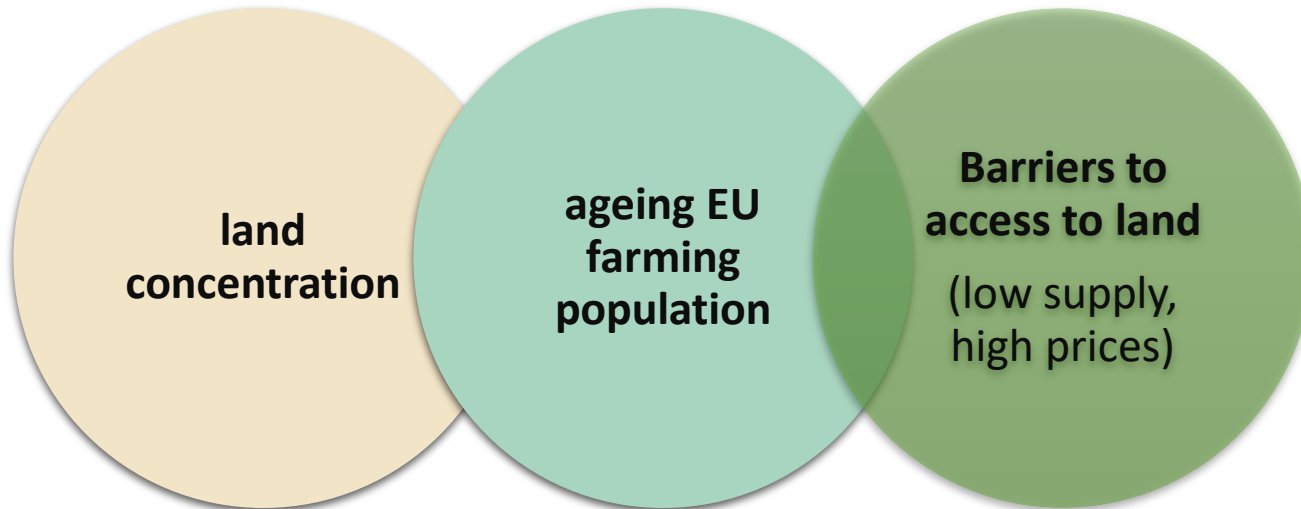 land
concentration
ageing EU
farming
population
Barriers to
access to land
(low supply,
high prices)